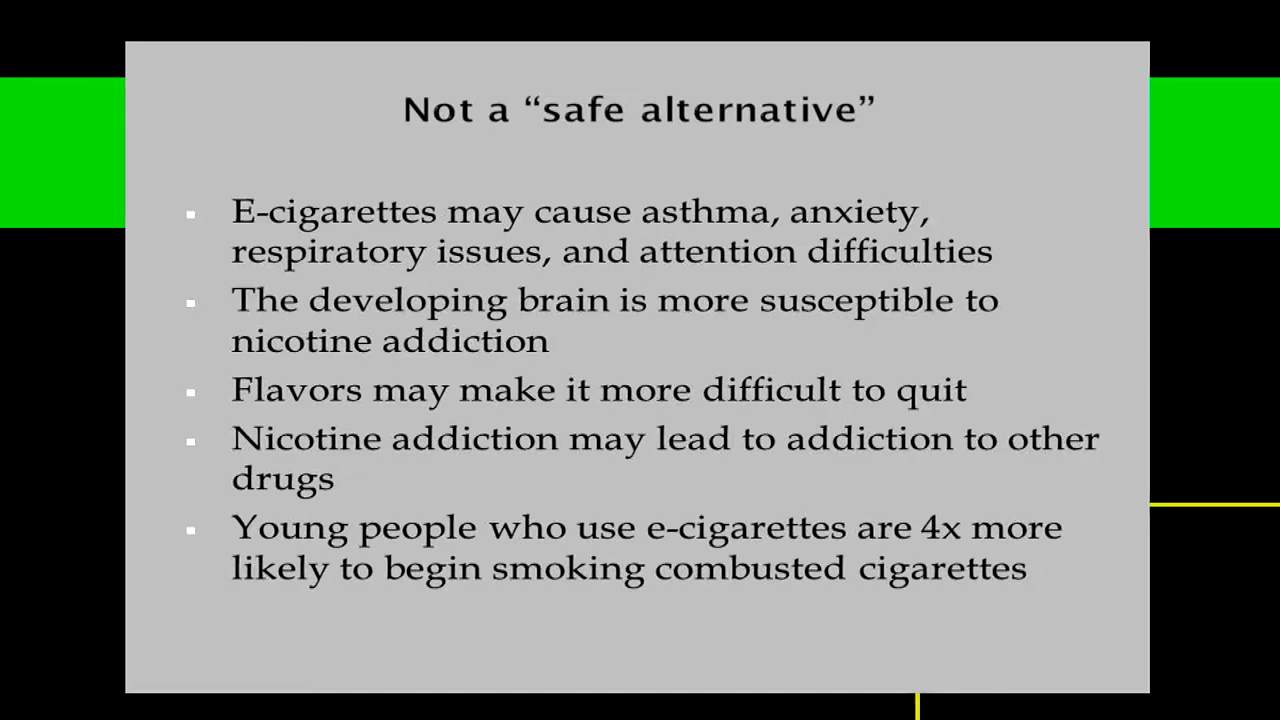 Not a “safe alternative”
E-cigarettes may cause asthma, anxiety,
respiratory issues, and attention difficulties
The developing brain is more susceptible to
nicotine addiction
Flavors may make it more difficult to quit
Nicotine addiction may lead to addiction to other
drugs
Young people who use e-cigarettes are 4x more
likely to begin smoking combusted cigarettes